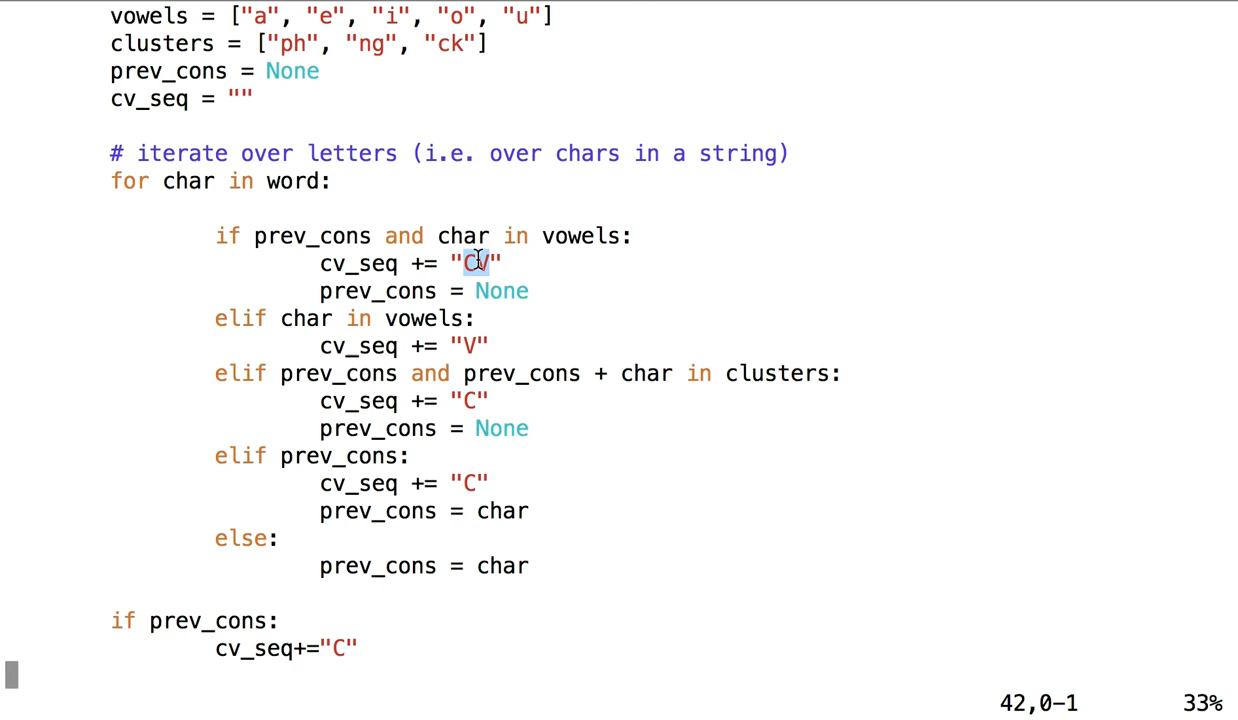 vowels = ["a", "e", "i", "o", "u"]
clusters = ["ph", "ng", "ck"]
prev_cons = None
cv_seq = ""
# iterate over letters (i.e. over chars in a string)
for char in word:
if prev_cons and char in vowels:
cv_seq += "CV"
prev_cons = None
elif char in vowels:
cv_seq += "V"
elif prev_cons and prev_cons + char in clusters:
cv_seq += "C"
prev_cons = None
elif prev_cons:
cv_seq += "C"
prev_cons = char
else:
prev_cons = char
if prev_cons:
cv_seq+="C"
42,0-1 33%